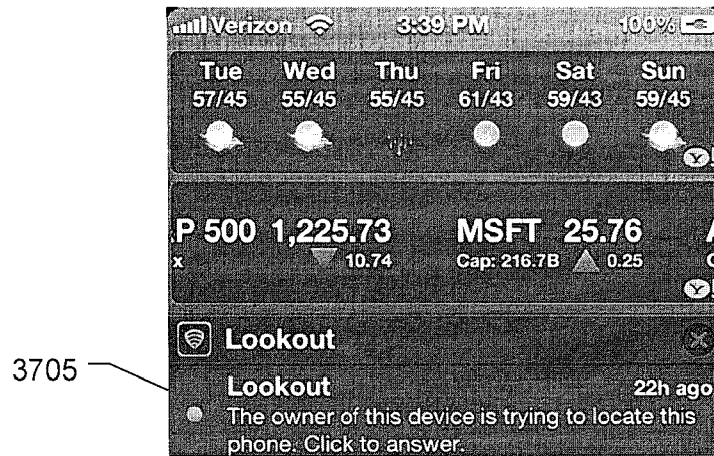 Verizon 3:39 PM 100%
Tue Wed Thu Fri Sat Sun
57/45 55/45 55/45 61/43 59/43 59/45
P 500 1,225.73 MSFT 25.76
x 10.74 Cap: 216.7B 0.25
Lookout
3705
Lookout 22h ago
The owner of this device is trying to locate this
phone. Click to answer.